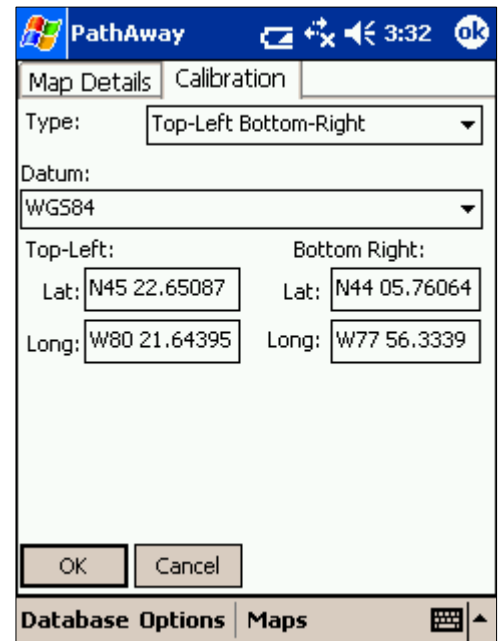 PathAway 3:32 ok
Map Details Calibration
Type: Top-Left Bottom-Right
Datum:
WGS84
Top-Left: Bottom Right:
Lat: N45 22.65087 Lat: N44 05.76064
Long: W80 21.64395 Long: W77 56.3339
OK Cancel
Database Options Maps